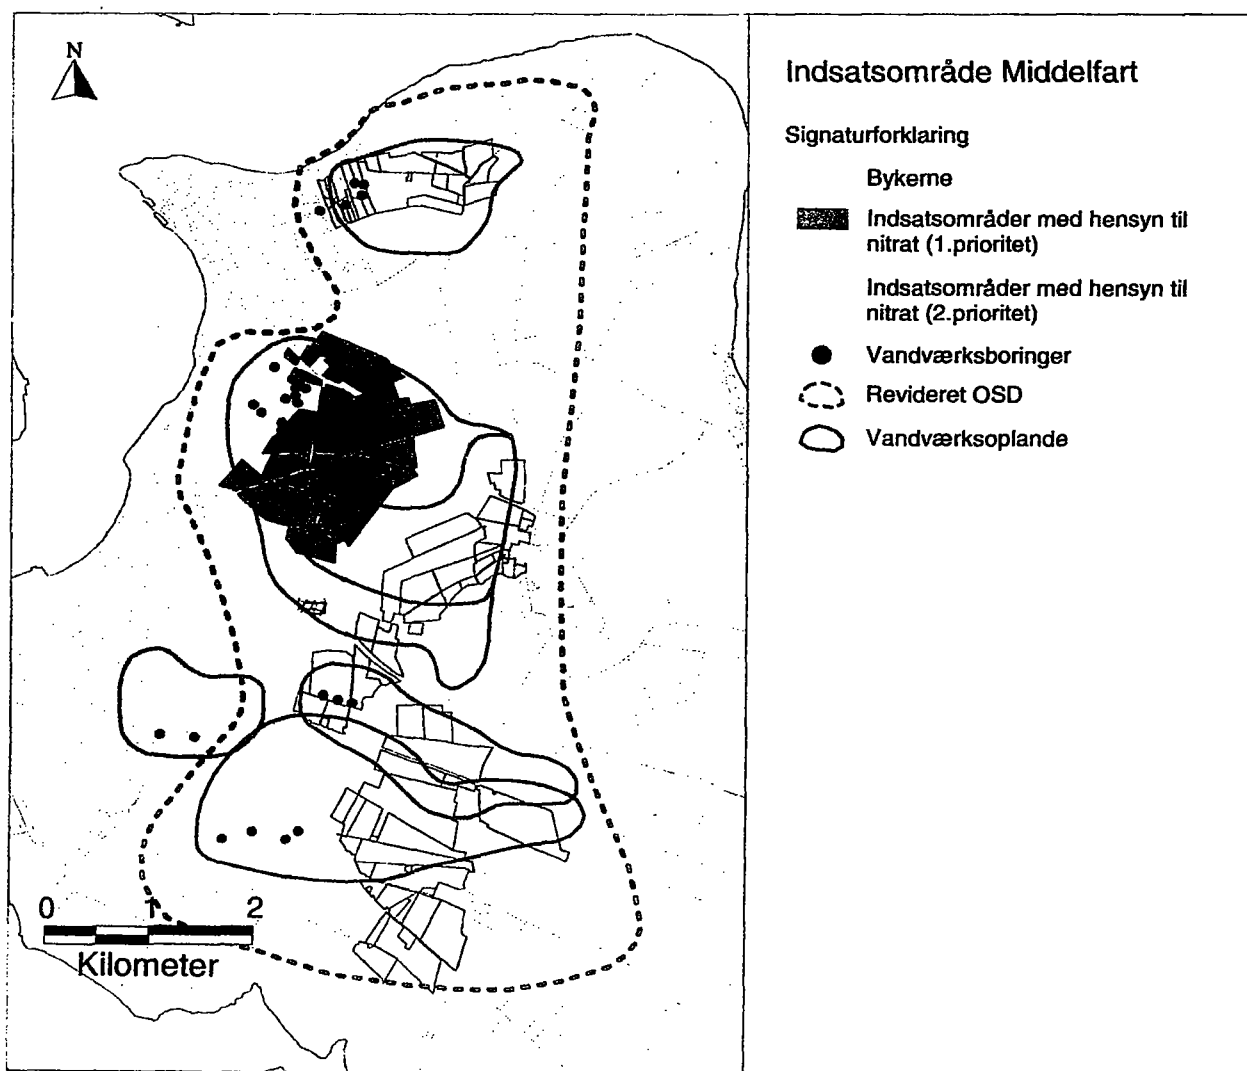 N
0 1 2
Kilometer
Indsatsområde Middelfart
Signaturforklaring
Bykerne
Indsatsområder med hensyn til
nitrat (1.prioritet)
Indsatsområder med hensyn til
nitrat (2.prioritet)
Vandværksboringer
Revideret OSD
Vandværksoplande